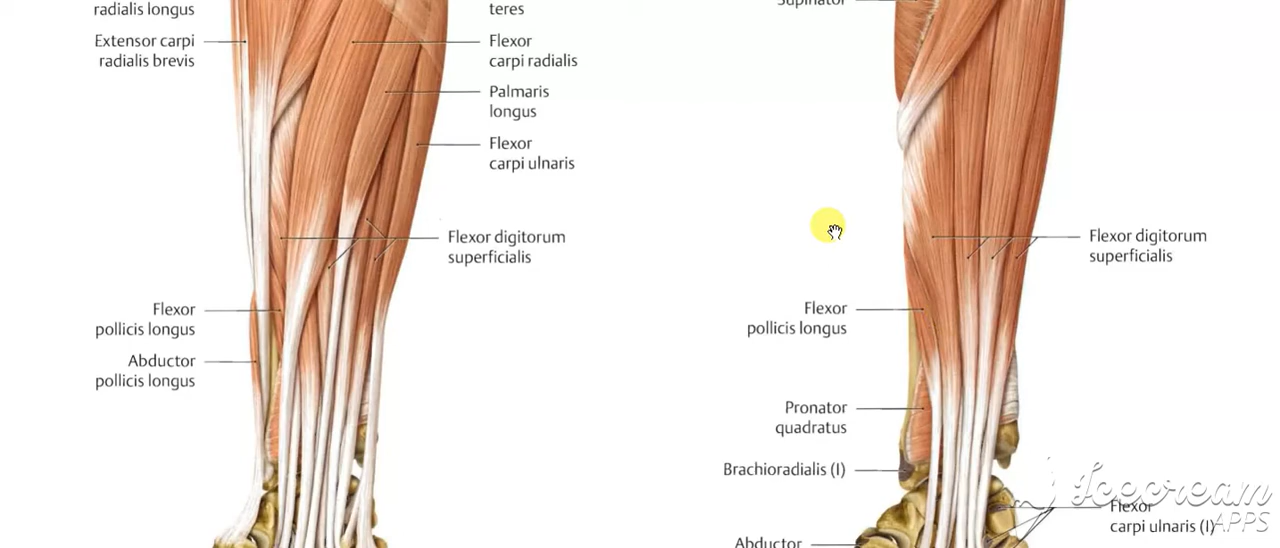 radialis longus
Extensor carpi
radialis brevis
teres
Flexor
carpi radialis
Palmaris
longus
Flexor
carpi ulnaris
Flexor digitorum
superficialis
Flexor
pollicis longus
Abductor
pollicis longus
Supinator
Flexor digitorum
superficialis
Flexor
pollicis longus
Pronator
quadratus
Brachioradialis (I)
Abductor
Flexor
carpi ulnaris (I)
Icecream
APPS